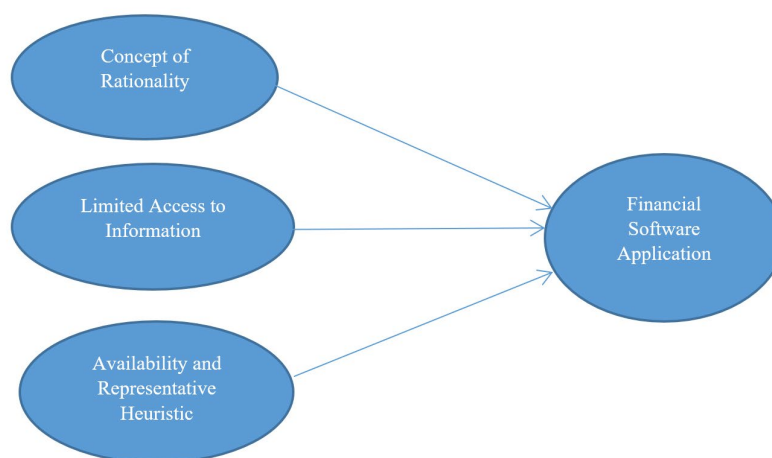 Concept of
Rationality
Limited Access to
Information
Availability and
Representative
Heuristic
Financial
Software
Application